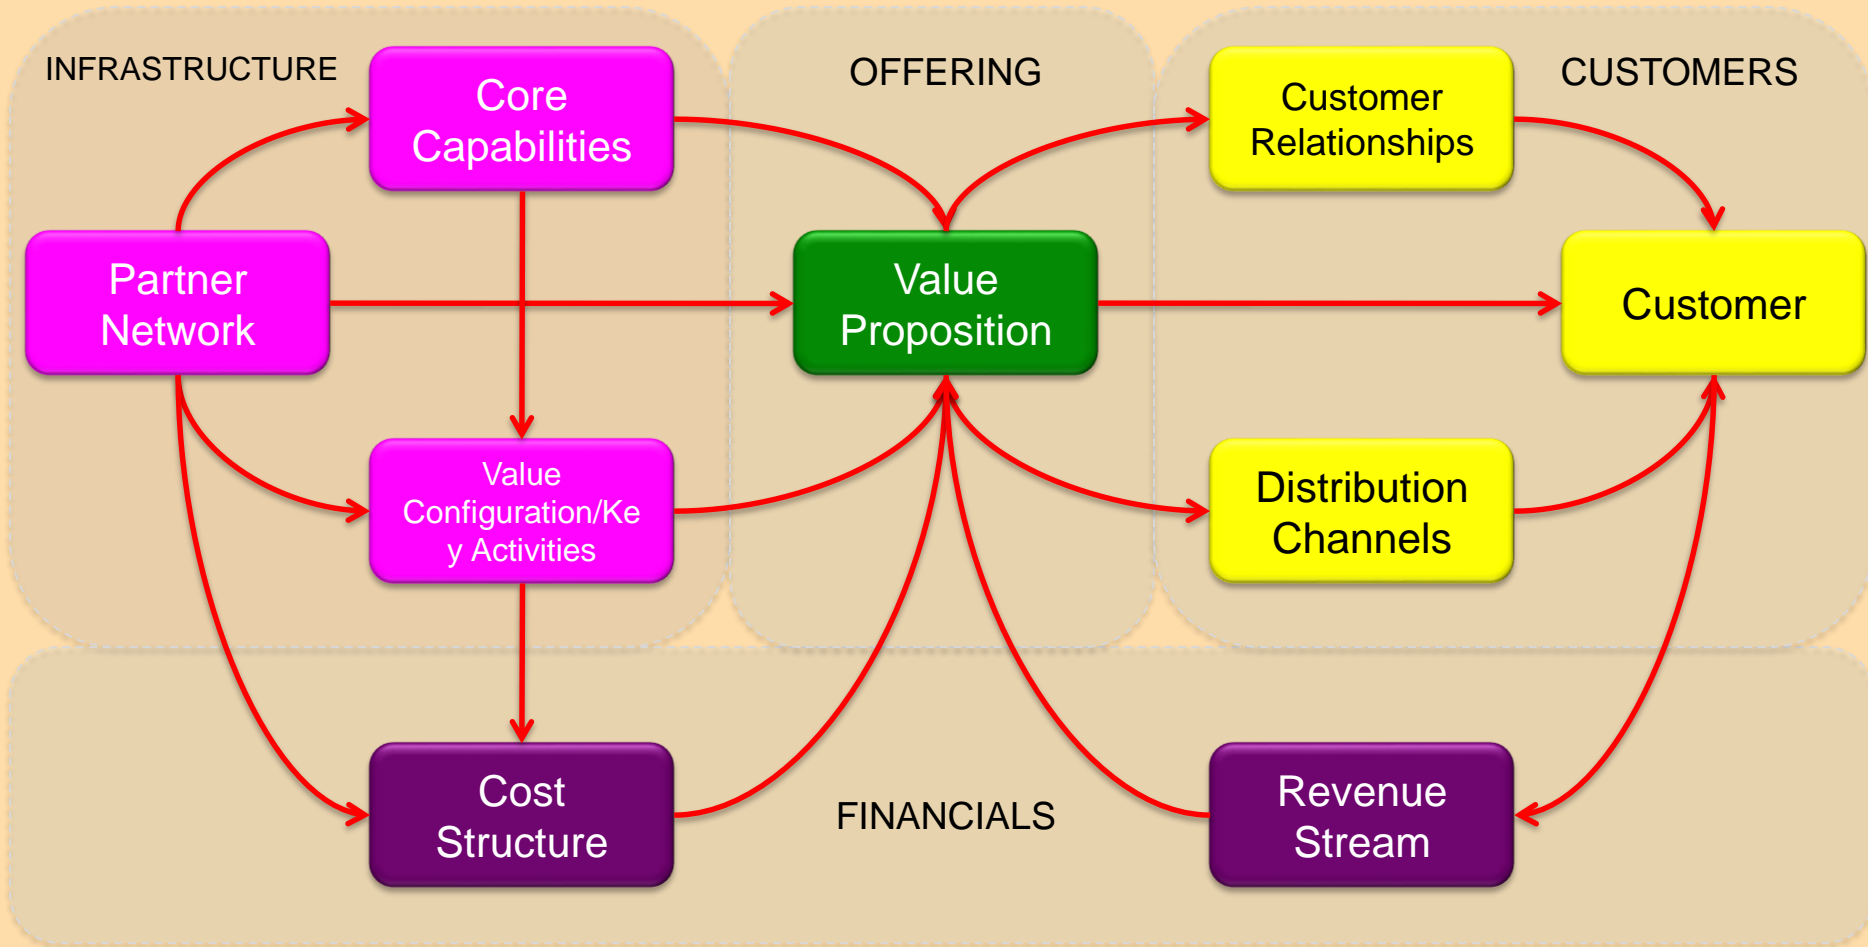 INFRASTRUCTURE
Core
Capabilities
OFFERING
Customer
Relationships
CUSTOMERS
Partner
Network
Value
Proposition
Customer
Value
Configuration/Ke
y Activities
Distribution
Channels
Cost
Structure
FINANCIALS
Revenue
Stream